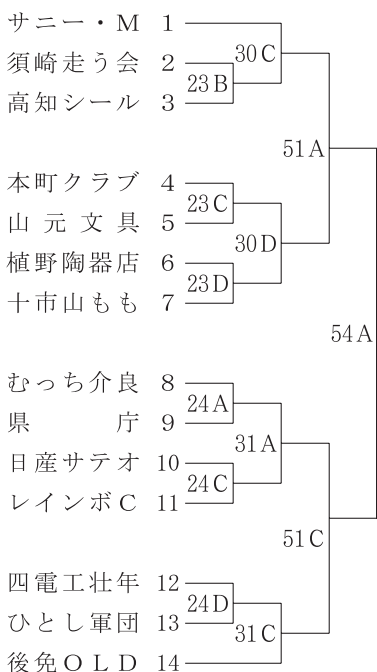 サニー・M 1
30C
須崎走う会 2
23B
高知シール 3
51A
本町クラブ 4
23C
山元文具 5
30D
植野陶器店 6
23D
十市山もも 7
54A
むっち介良 8
24A
県庁 9
31A
日産サテオ 10
24C
レインボC 11
51C
四電工壮年 12
24D
ひとし軍団 13
31C
後免OLD 14